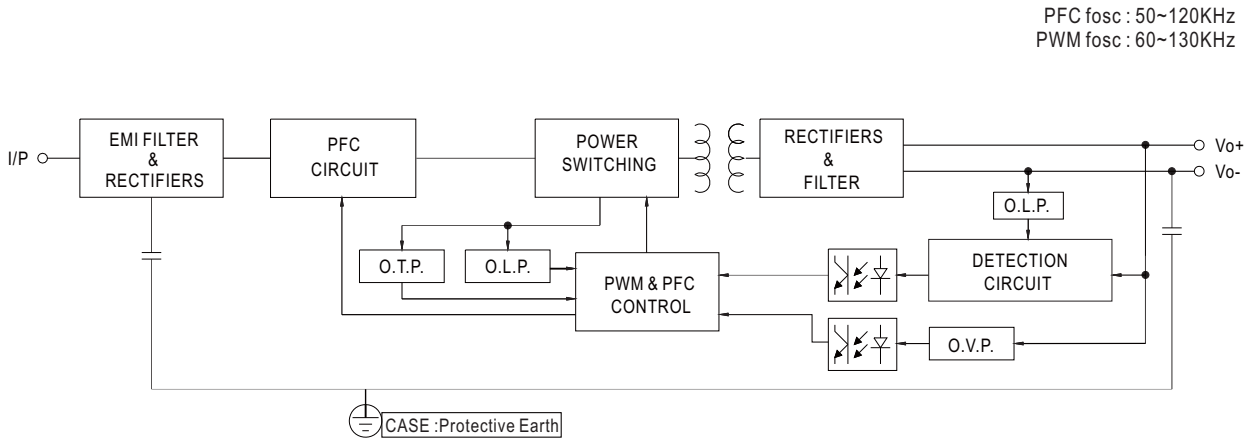 PFC fosc : 50~120KHz
PWM fosc : 60~130KHz
I/P
EMI FILTER
&
RECTIFIERS
PFC
CIRCUIT
POWER
SWITCHING
RECTIFIERS
&
FILTER
Vo+
Vo-
O.L.P.
O.T.P.
O.L.P.
PWM & PFC
CONTROL
DETECTION
CIRCUIT
O.V.P.
CASE :Protective Earth